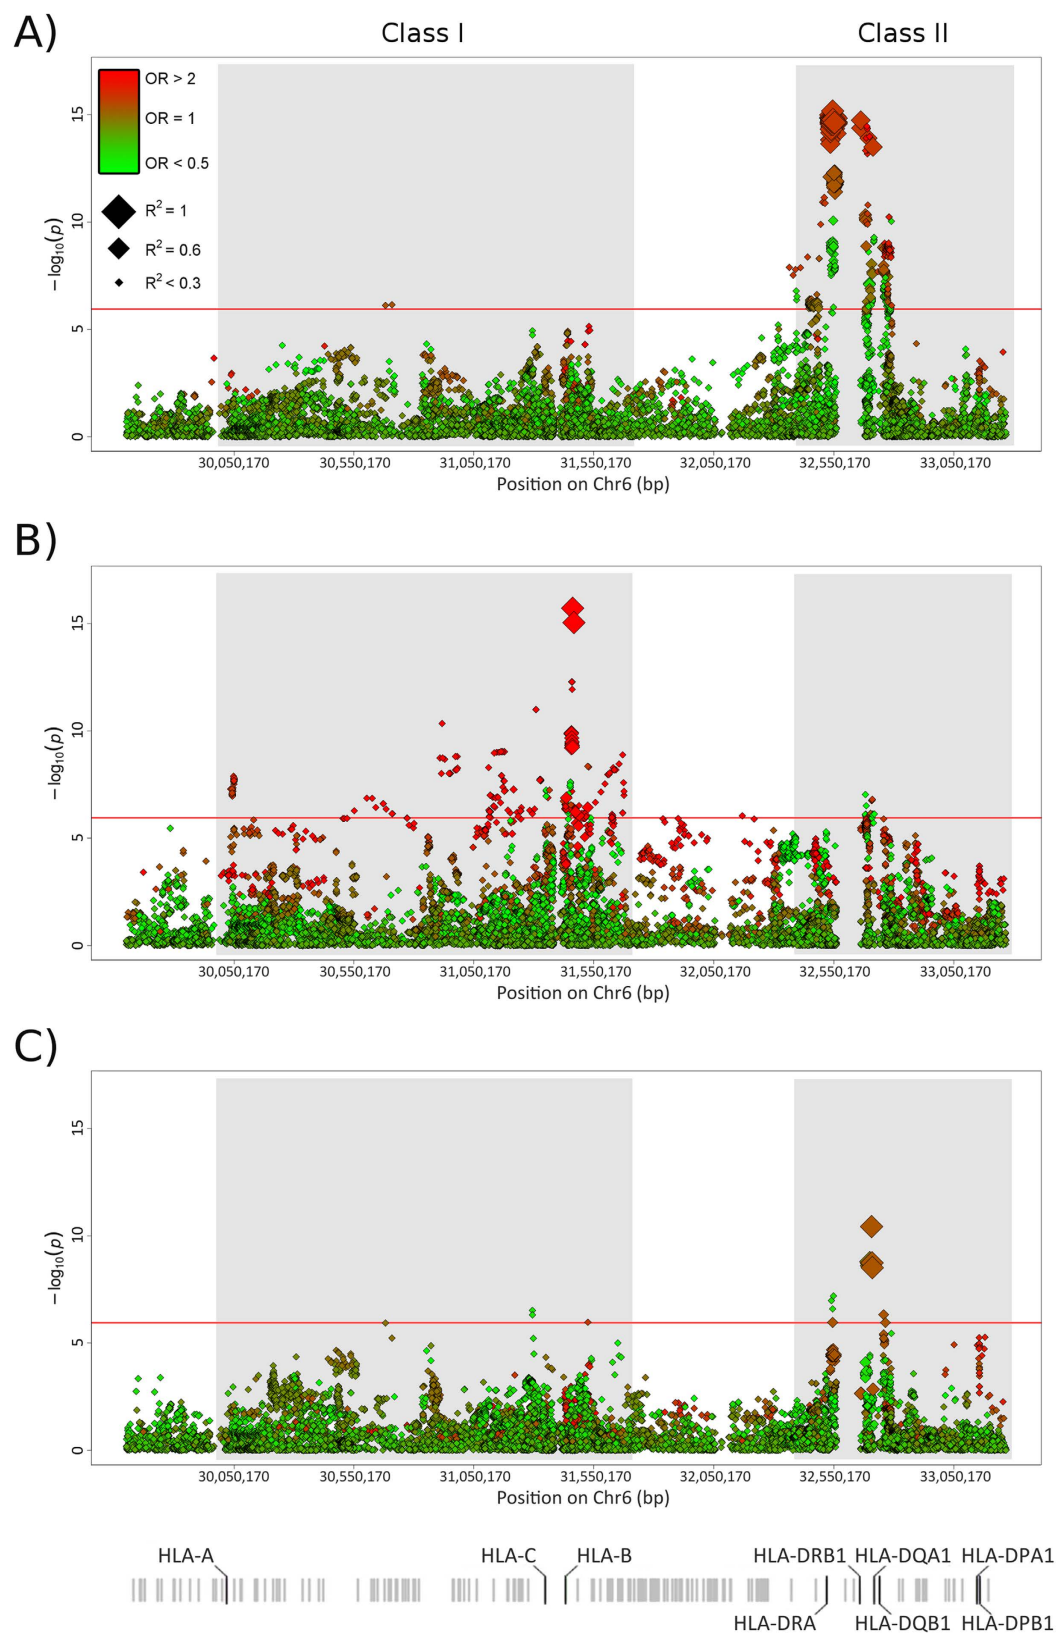 A)
Class I
Class II
OR > 2
OR = 1
OR < 0.5
R² = 1
R² = 0.6
R² < 0.3
−log₁₀(p)
15
10
5
0
30,050,170 30,550,170 31,050,170 31,550,170 32,050,170 32,550,170 33,050,170
Position on Chr6 (bp)
B)
−log₁₀(p)
15
10
5
0
30,050,170 30,550,170 31,050,170 31,550,170 32,050,170 32,550,170 33,050,170
Position on Chr6 (bp)
C)
−log₁₀(p)
15
10
5
0
30,050,170 30,550,170 31,050,170 31,550,170 32,050,170 32,550,170 33,050,170
Position on Chr6 (bp)
HLA-A HLA-C HLA-B HLA-DRB1 HLA-DQA1 HLA-DPA1
HLA-DRA HLA-DQB1 HLA-DPB1